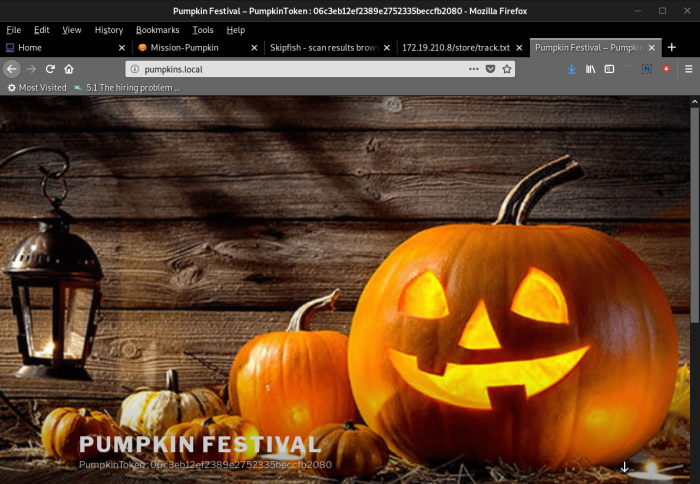 Pumpkin Festival – PumpkinToken : 06c3eb12ef2389e2752335beccfb2080 - Mozilla Firefox
File Edit View History Bookmarks Tools Help
Home
Mission-Pumpkin
Skipfish - scan results brow
172.19.210.8/store/track.txt
Pumpkin Festival – Pumpkin
pumpkins.local
Most Visited
5.1 The hiring problem ...
PUMPKIN FESTIVAL
PumpkinToken : 06c3eb12ef2389e2752335beccfb2080